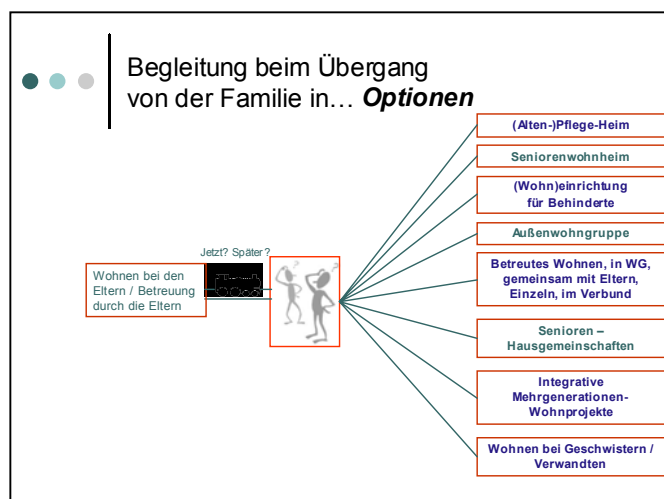 Begleitung beim Übergang
von der Familie in… Optionen
(Alten-)Pflege-Heim
Seniorenwohnheim
(Wohn)einrichtung
für Behinderte
Außenwohngruppe
Jetzt? Später?
Wohnen bei den
Eltern / Betreuung
durch die Eltern
Betreutes Wohnen, in WG,
gemeinsam mit Eltern,
Einzeln, im Verbund
Senioren –
Hausgemeinschaften
Integrative
Mehrgenerationen-
Wohnprojekte
Wohnen bei Geschwistern /
Verwandten